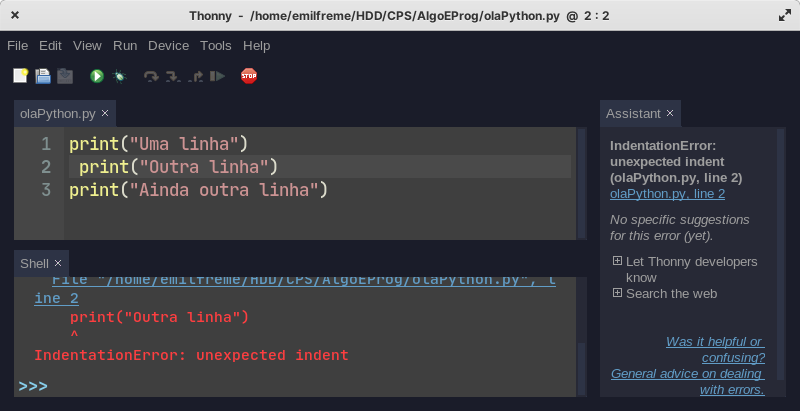 Thonny - /home/emilfreme/HDD/CPS/AlgoEProg/olaPython.py @ 2 : 2
File Edit View Run Device Tools Help
STOP
olaPython.py ×
1 print("Uma linha")
2  print("Outra linha")
3 print("Ainda outra linha")
Shell ×
File "/home/emilfreme/HDD/CPS/AlgoEProg/olaPython.py", l
ine 2
print("Outra linha")
^
IndentationError: unexpected indent
>>>
Assistant ×
IndentationError:
unexpected indent
(olaPython.py, line 2)
olaPython.py, line 2
No specific suggestions
for this error (yet).
Let Thonny developers
know
Search the web
Was it helpful or
confusing?
General advice on dealing
with errors.